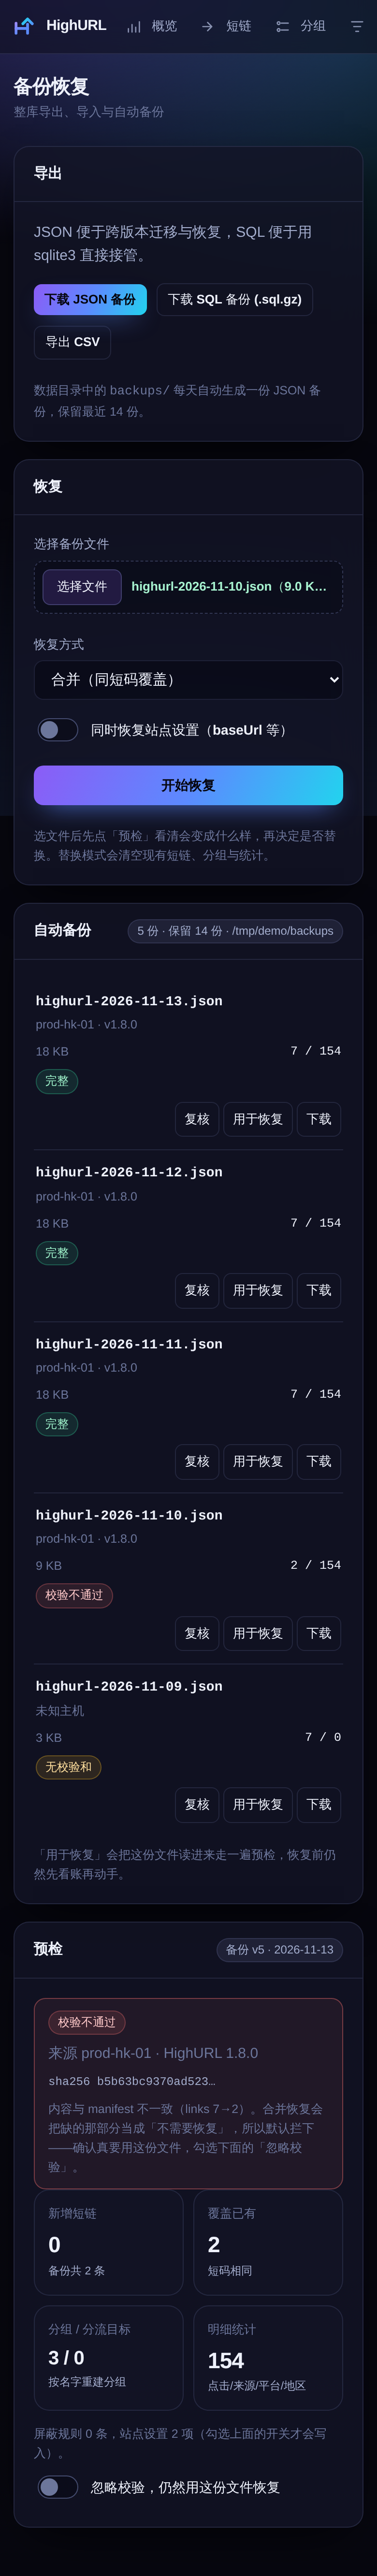 HighURL 概览 短链 分组
备份恢复
整库导出、导入与自动备份
导出
JSON 便于跨版本迁移与恢复，SQL 便于用
sqlite3 直接接管。
下载 JSON 备份 下载 SQL 备份 (.sql.gz)
导出 CSV
数据目录中的 backups/ 每天自动生成一份 JSON 备
份，保留最近 14 份。
恢复
选择备份文件
选择文件 highurl-2026-11-10.json（9.0 K…
恢复方式
合并（同短码覆盖）
同时恢复站点设置（baseUrl 等）
开始恢复
选文件后先点「预检」看清会变成什么样，再决定是否替
换。替换模式会清空现有短链、分组与统计。
自动备份 5 份 · 保留 14 份 · /tmp/demo/backups
highurl-2026-11-13.json
prod-hk-01 · v1.8.0
18 KB 7 / 154
完整
复核 用于恢复 下载
highurl-2026-11-12.json
prod-hk-01 · v1.8.0
18 KB 7 / 154
完整
复核 用于恢复 下载
highurl-2026-11-11.json
prod-hk-01 · v1.8.0
18 KB 7 / 154
完整
复核 用于恢复 下载
highurl-2026-11-10.json
prod-hk-01 · v1.8.0
9 KB 2 / 154
校验不通过
复核 用于恢复 下载
highurl-2026-11-09.json
未知主机
3 KB 7 / 0
无校验和
复核 用于恢复 下载
「用于恢复」会把这份文件读进来走一遍预检，恢复前仍
然先看账再动手。
预检 备份 v5 · 2026-11-13
校验不通过
来源 prod-hk-01 · HighURL 1.8.0
sha256 b5b63bc9370ad523…
内容与 manifest 不一致（links 7→2）。合并恢复会
把缺的那部分当成「不需要恢复」，所以默认拦下
——确认真要用这份文件，勾选下面的「忽略校
验」。
新增短链 覆盖已有
0 2
备份共 2 条 短码相同
分组 / 分流目标 明细统计
3 / 0 154
按名字重建分组 点击/来源/平台/地区
屏蔽规则 0 条，站点设置 2 项（勾选上面的开关才会写
入）。
忽略校验，仍然用这份文件恢复